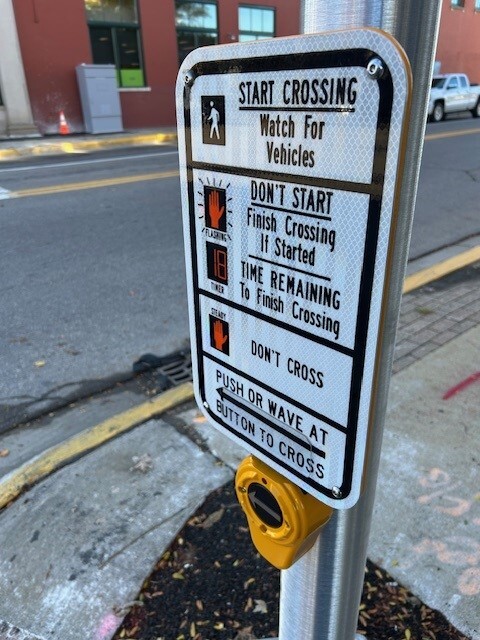 START CROSSING
Watch For
Vehicles
DON'T START
Finish Crossing
If Started
FLASHING
18
TIME REMAINING
To Finish Crossing
TIMER
STEADY
DON'T CROSS
PUSH OR WAVE AT
BUTTON TO CROSS